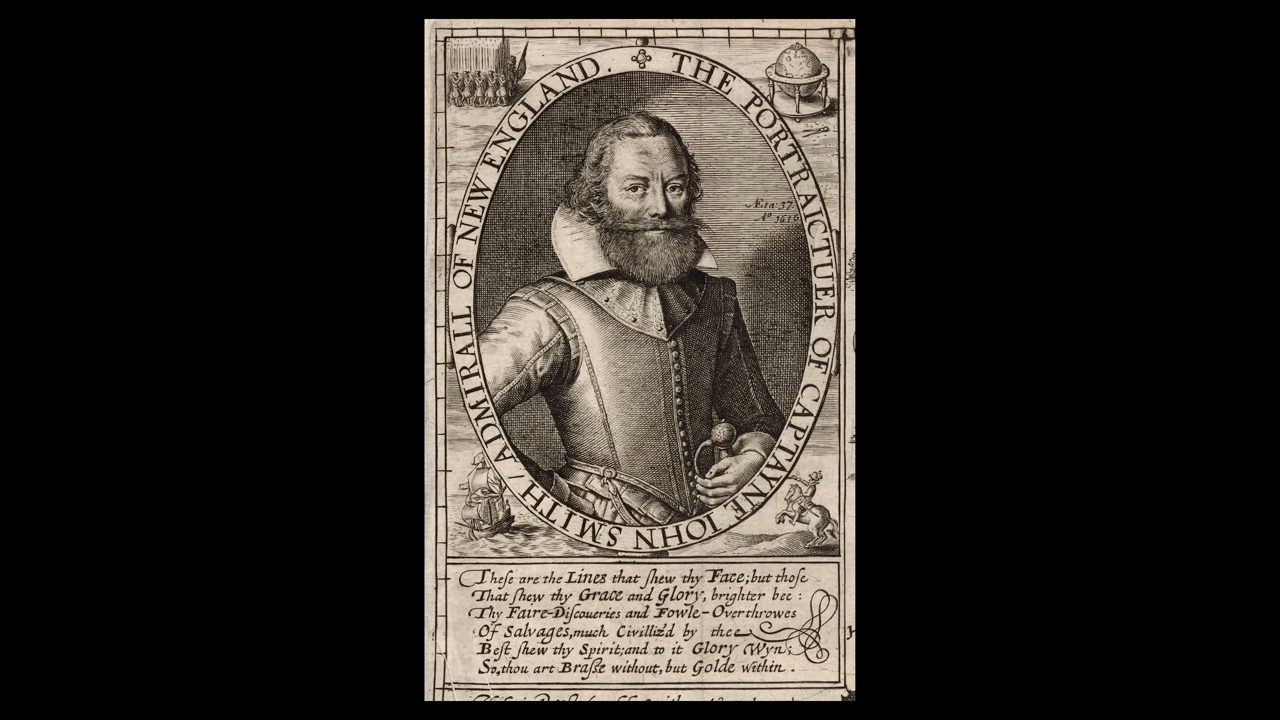 THE PORTRAICTUER OF CAPTAYNE IOHN SMITH / ADMIRALL OF NEW ENGLAND.
Æta 37
Aº 1616
Theſe are the Lines that ſhew thy Face; but thoſe
That ſhew thy Grace and Glory, brighter bee :
Thy Faire-Diſcoueries and Fowle-Overthrowes
Of Salvages, much Civilliz'd by thee
Beſt ſhew thy Spirit; and to it Glory Wyn;
So, thou art Braſſe without, but Golde within .